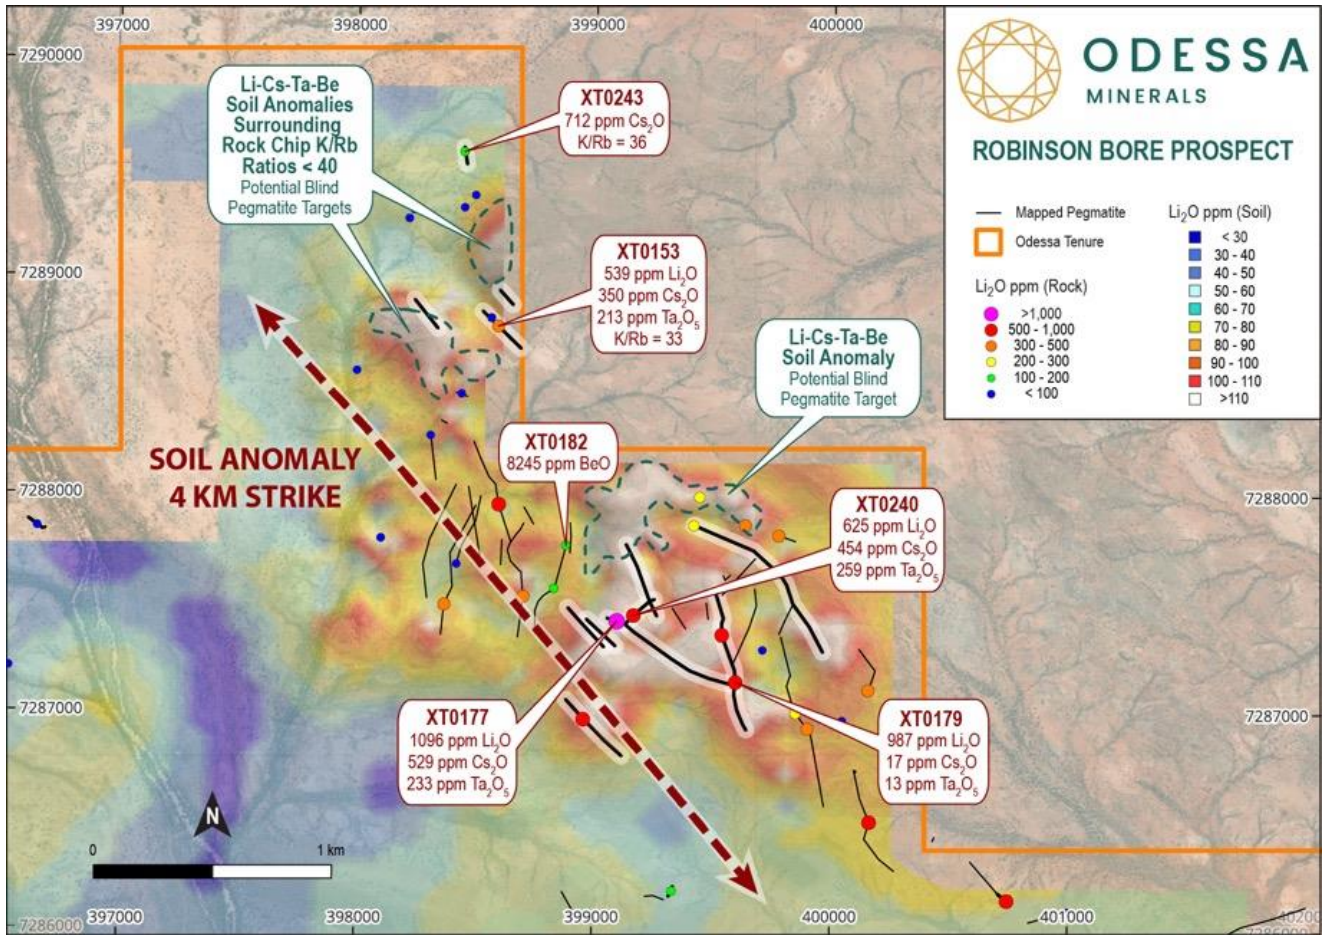 397000
398000
399000
400000
7290000
7289000
7288000
7287000
7286000
Li-Cs-Ta-Be
Soil Anomalies
Surrounding
Rock Chip K/Rb
Ratios < 40
Potential Blind
Pegmatite Targets
XT0243
712 ppm Cs₂O
K/Rb = 36
XT0153
539 ppm Li₂O
350 ppm Cs₂O
213 ppm Ta₂O₅
K/Rb = 33
Li-Cs-Ta-Be
Soil Anomaly
Potential Blind
Pegmatite Target
SOIL ANOMALY
4 KM STRIKE
XT0182
8245 ppm BeO
XT0240
625 ppm Li₂O
454 ppm Cs₂O
259 ppm Ta₂O₅
XT0177
1096 ppm Li₂O
529 ppm Cs₂O
233 ppm Ta₂O₅
XT0179
987 ppm Li₂O
17 ppm Cs₂O
13 ppm Ta₂O₅
ODESSA
MINERALS
ROBINSON BORE PROSPECT
Mapped Pegmatite
Odessa Tenure
Li₂O ppm (Rock)
>1,000
500 - 1,000
300 - 500
200 - 300
100 - 200
< 100
Li₂O ppm (Soil)
< 30
30 - 40
40 - 50
50 - 60
60 - 70
70 - 80
80 - 90
90 - 100
100 - 110
>110
7288000
7287000
N
0
1 km
397000
398000
399000
400000
401000